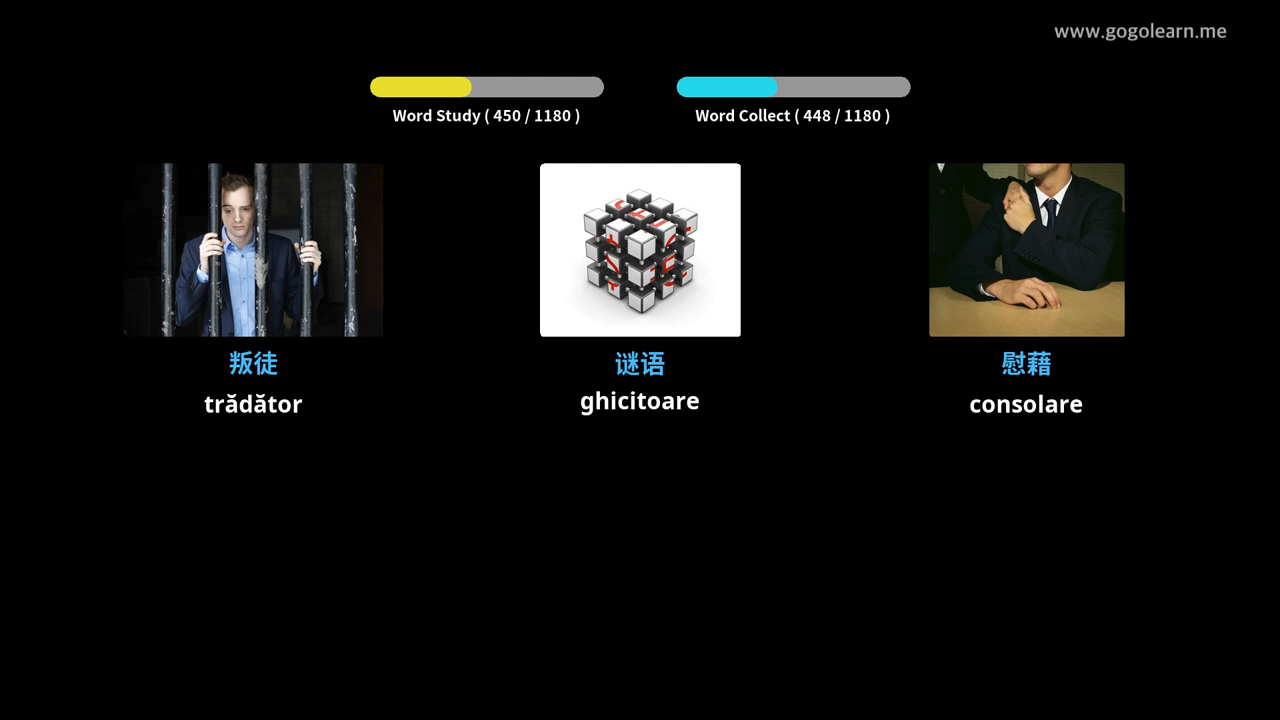 www.gogolearn.me
Word Study ( 450 / 1180 )
Word Collect ( 448 / 1180 )
叛徒
谜语
慰藉
trădător
ghicitoare
consolare